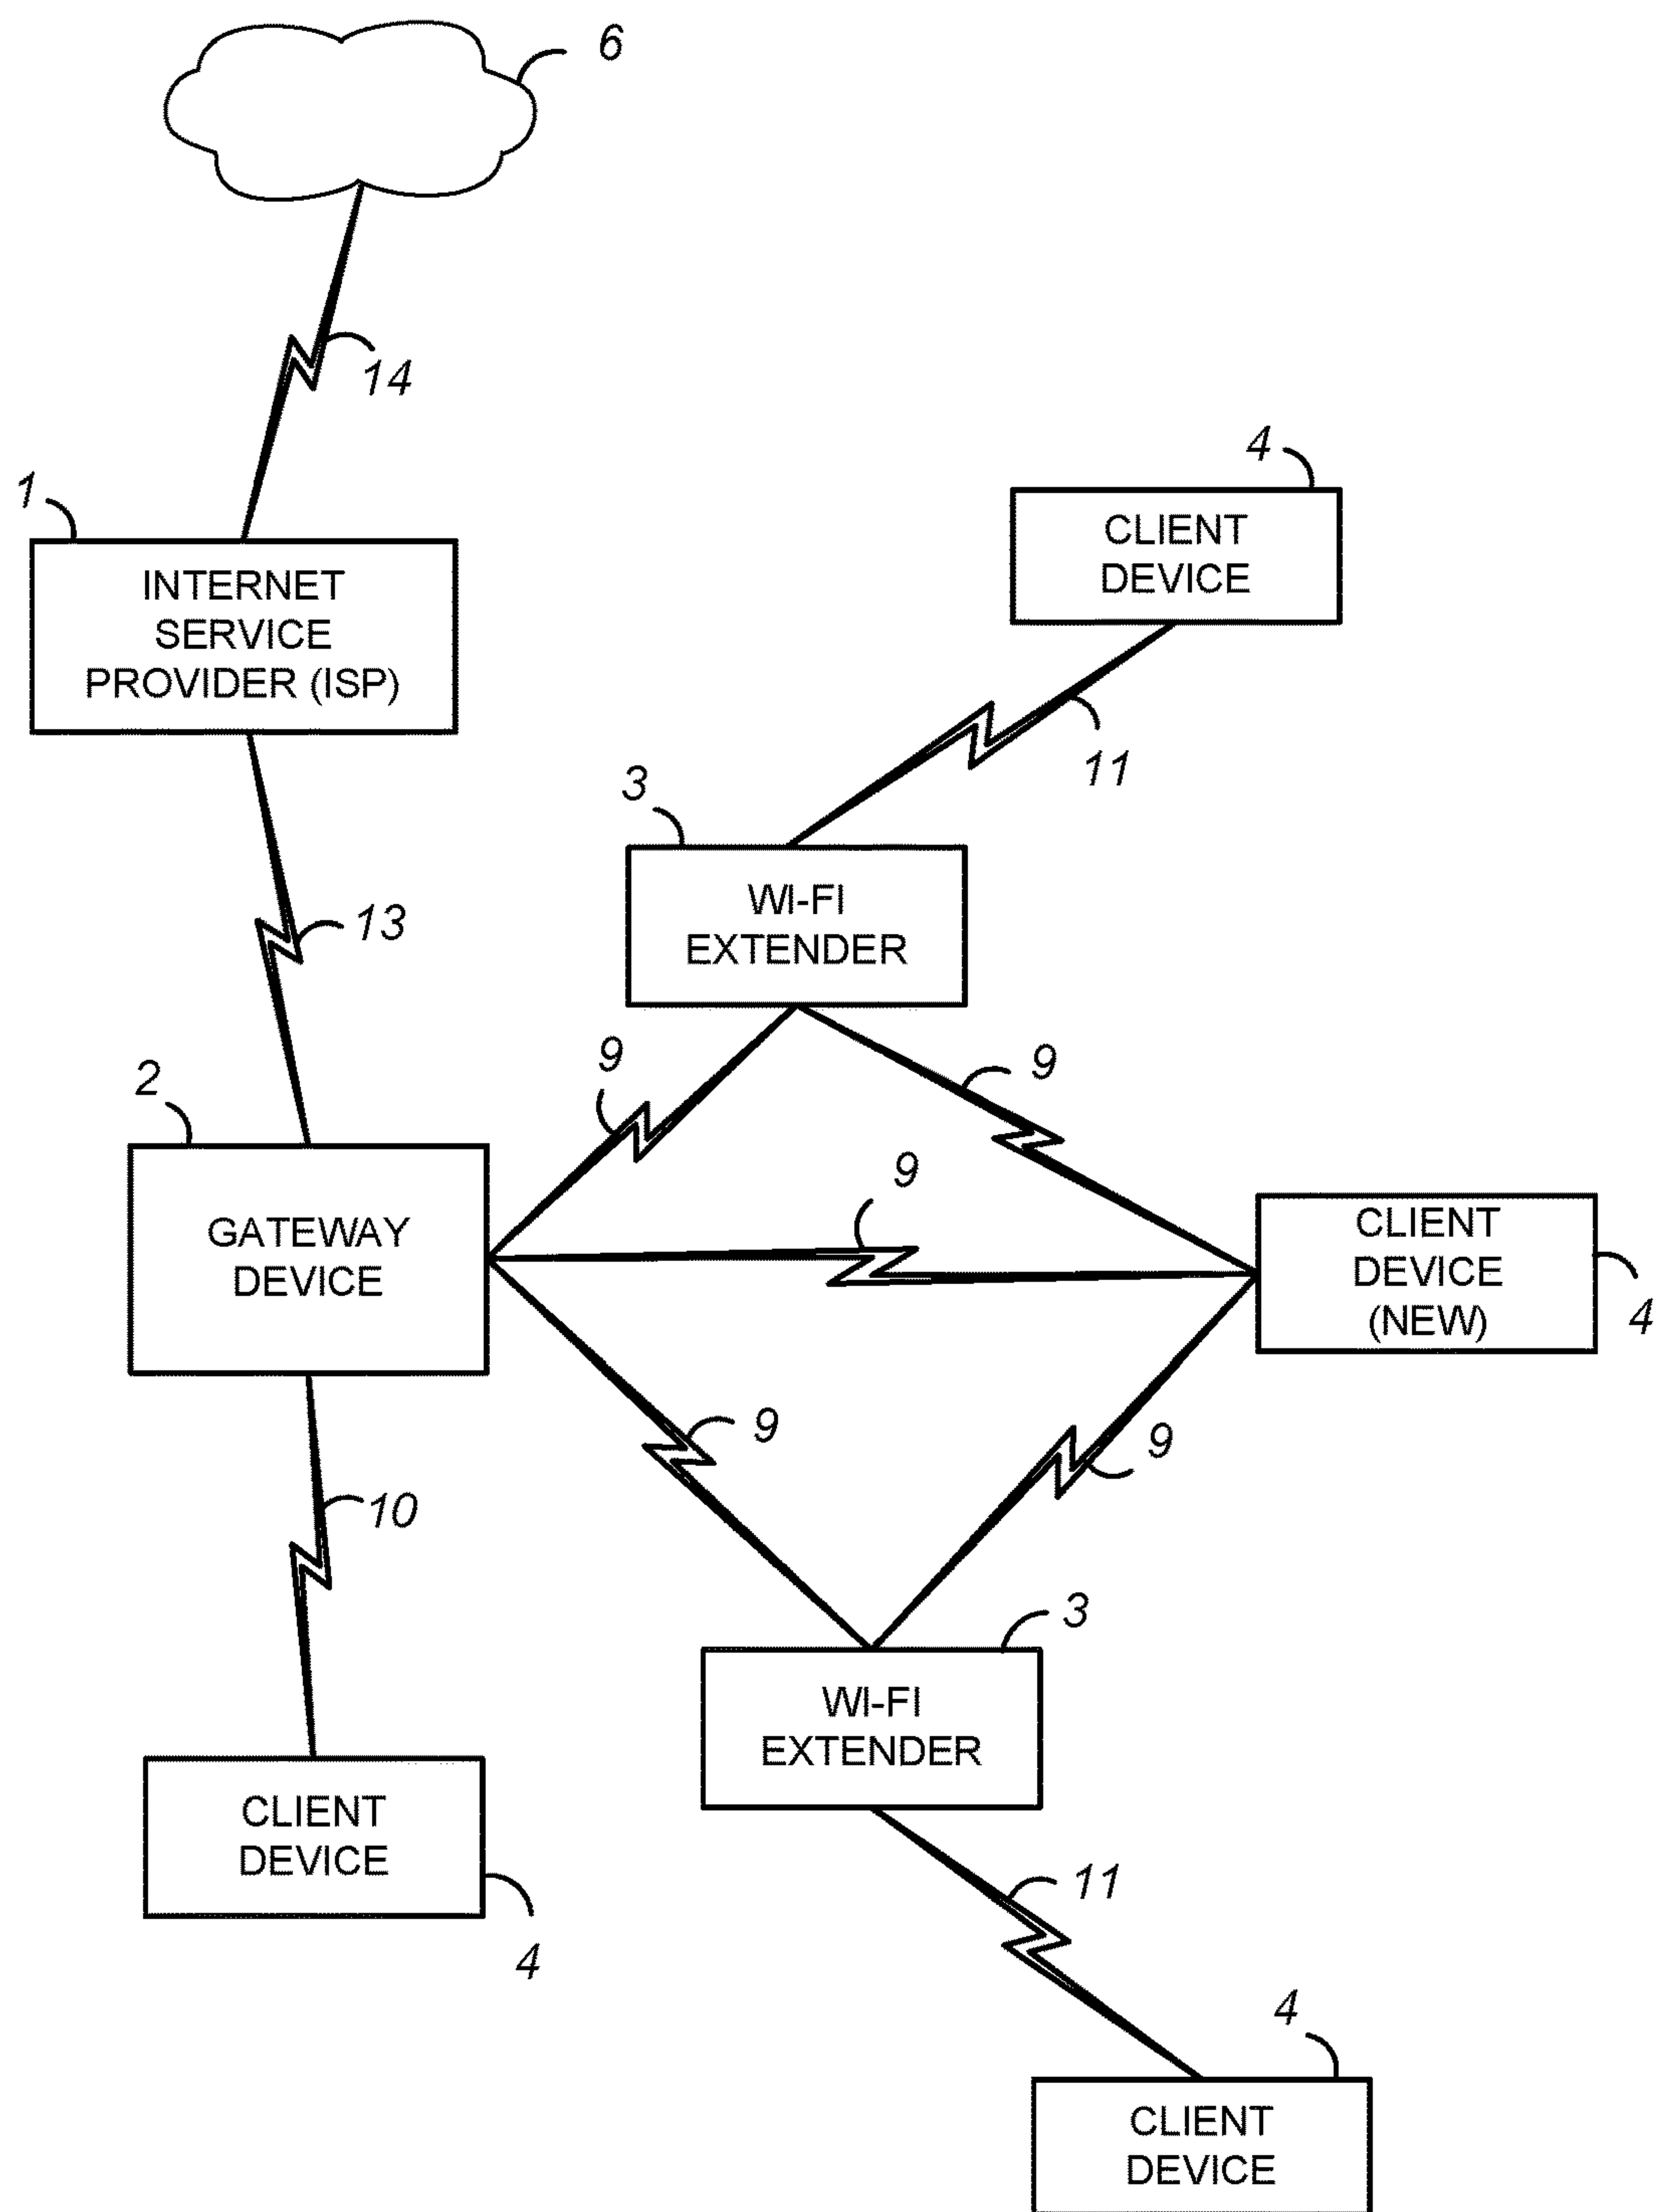 6
14
1
INTERNET
SERVICE
PROVIDER (ISP)
4
CLIENT
DEVICE
11
3
WI-FI
EXTENDER
13
2
GATEWAY
DEVICE
9
9
9
CLIENT
DEVICE
(NEW)
4
9
9
10
3
WI-FI
EXTENDER
CLIENT
DEVICE
4
11
4
CLIENT
DEVICE